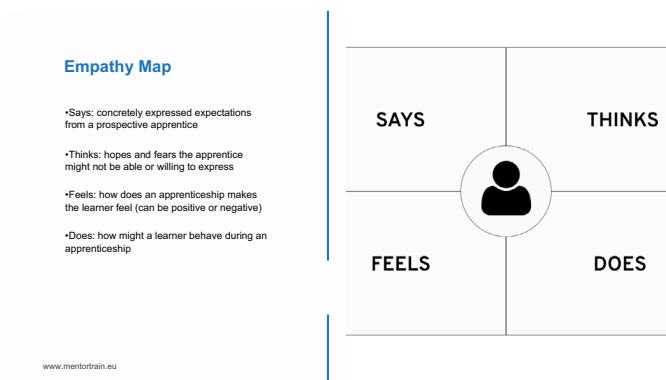 Empathy Map
•Says: concretely expressed expectations
from a prospective apprentice
•Thinks: hopes and fears the apprentice
might not be able or willing to express
•Feels: how does an apprenticeship makes
the learner feel (can be positive or negative)
•Does: how might a learner behave during an
apprenticeship
www.mentortrain.eu
SAYS
THINKS
FEELS
DOES